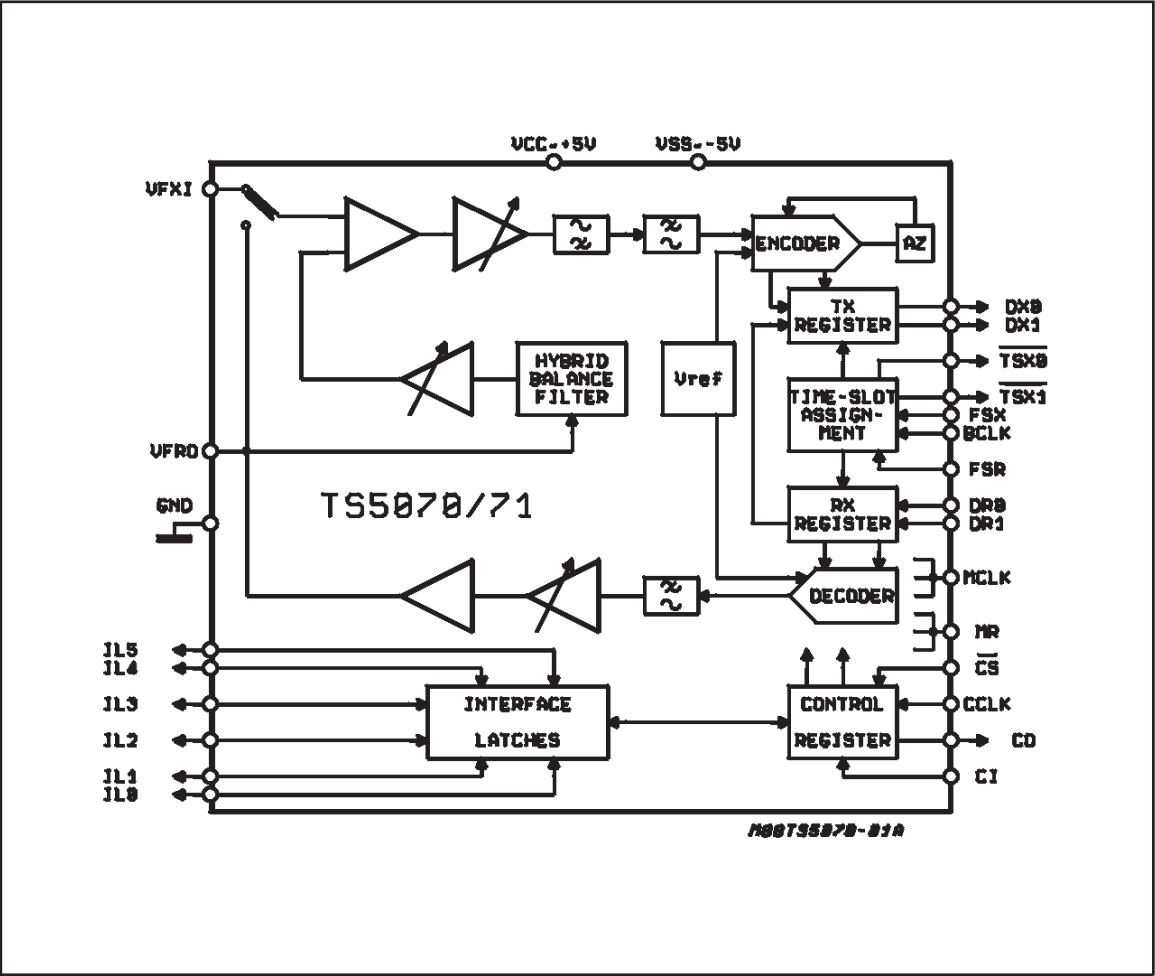 VCC=+5V VSS=-5V
VFXI
ENCODER
AZ
TX
REGISTER
DX0
DX1
TSX0
HYBRID
BALANCE
FILTER
Vref
TIME-SLOT
ASSIGN-
MENT
TSX1
FSX
BCLK
VFRO
FSR
GND
TS5070/71
RX
REGISTER
DR0
DR1
MCLK
DECODER
MR
IL5
IL4
CS
IL3
INTERFACE
LATCHES
CONTROL
REGISTER
CCLK
IL2
CO
IL1
CI
IL0
M88TS5070-01A